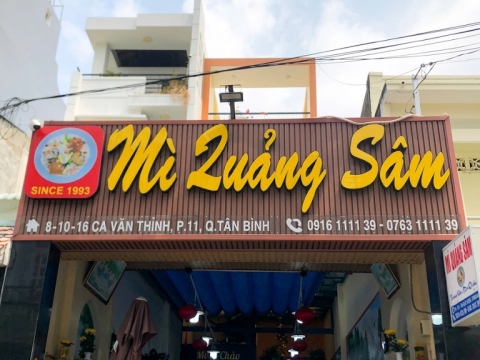 Mì Quảng Sâm
SINCE 1993
8-10-16 CA VĂN THỈNH, P.11, Q.TÂN BÌNH
0916 1111 39 - 0763 1111 39
MÌ QUẢNG SÂM